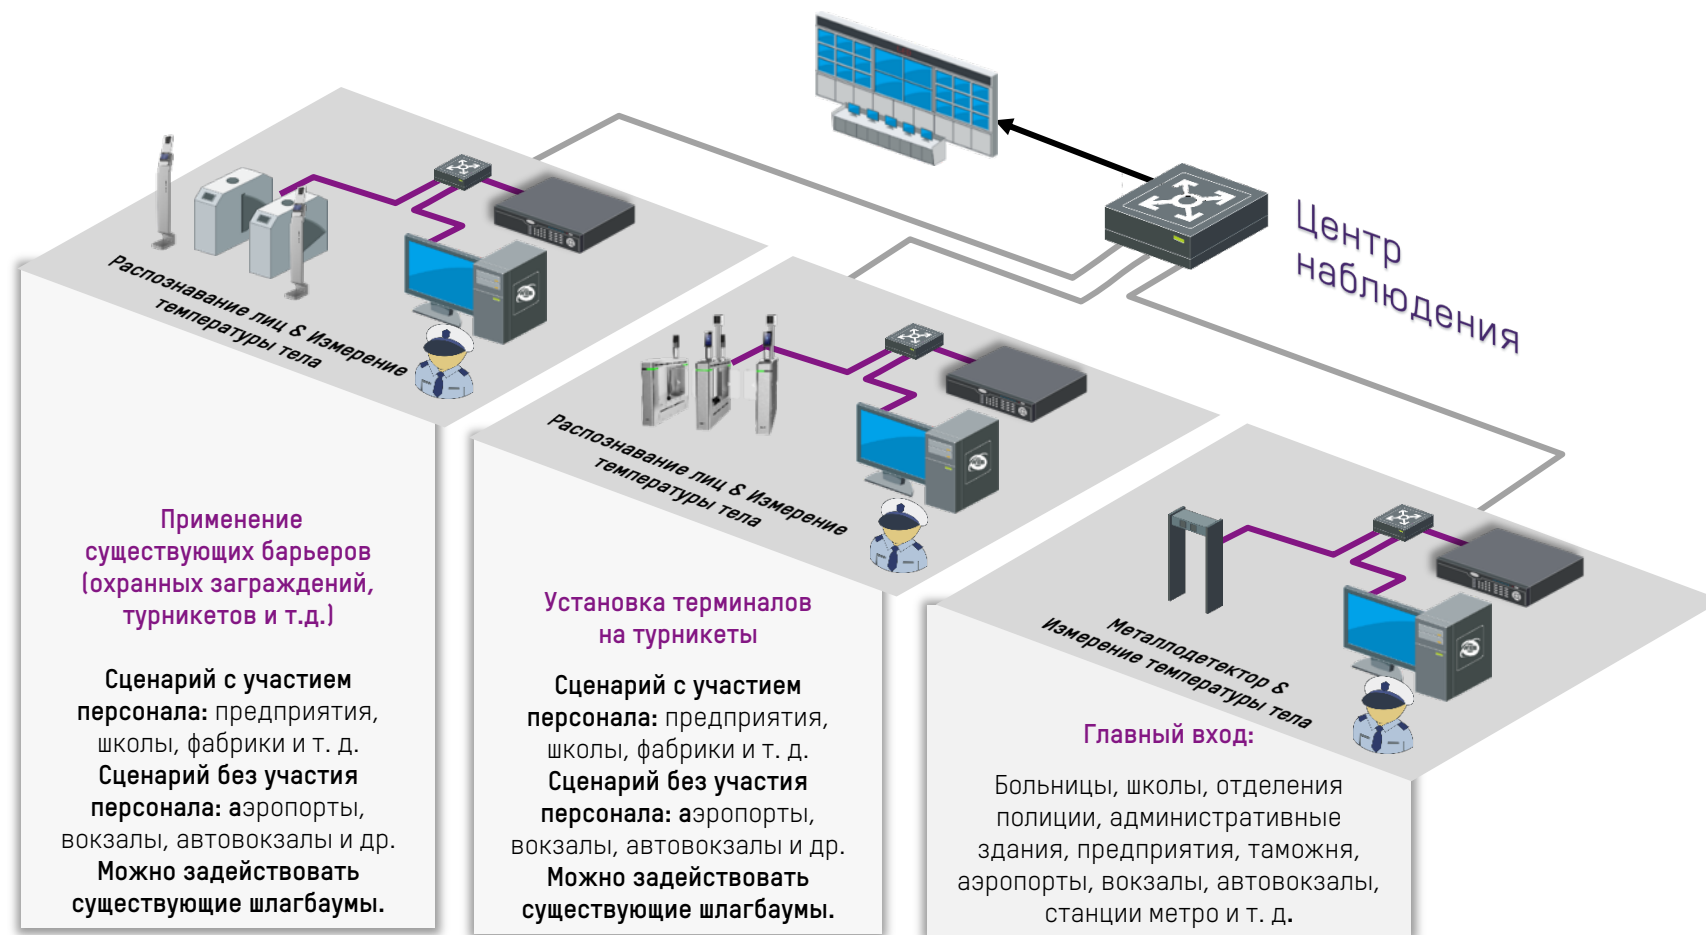 Центр
наблюдения
Распознавание лиц & Измерение
температуры тела
Применение
существующих барьеров
(охранных заграждений,
турникетов и т.д.)
Сценарий с участием
персонала: предприятия,
школы, фабрики и т. д.
Сценарий без участия
персонала: аэропорты,
вокзалы, автовокзалы и др.
Можно задействовать
существующие шлагбаумы.
Распознавание лиц & Измерение
температуры тела
Установка терминалов
на турникеты
Сценарий с участием
персонала: предприятия,
школы, фабрики и т. д.
Сценарий без участия
персонала: аэропорты,
вокзалы, автовокзалы и др.
Можно задействовать
существующие шлагбаумы.
Металлодетектор &
Измерение температуры тела
Главный вход:
Больницы, школы, отделения
полиции, административные
здания, предприятия, таможня,
аэропорты, вокзалы, автовокзалы,
станции метро и т. д.